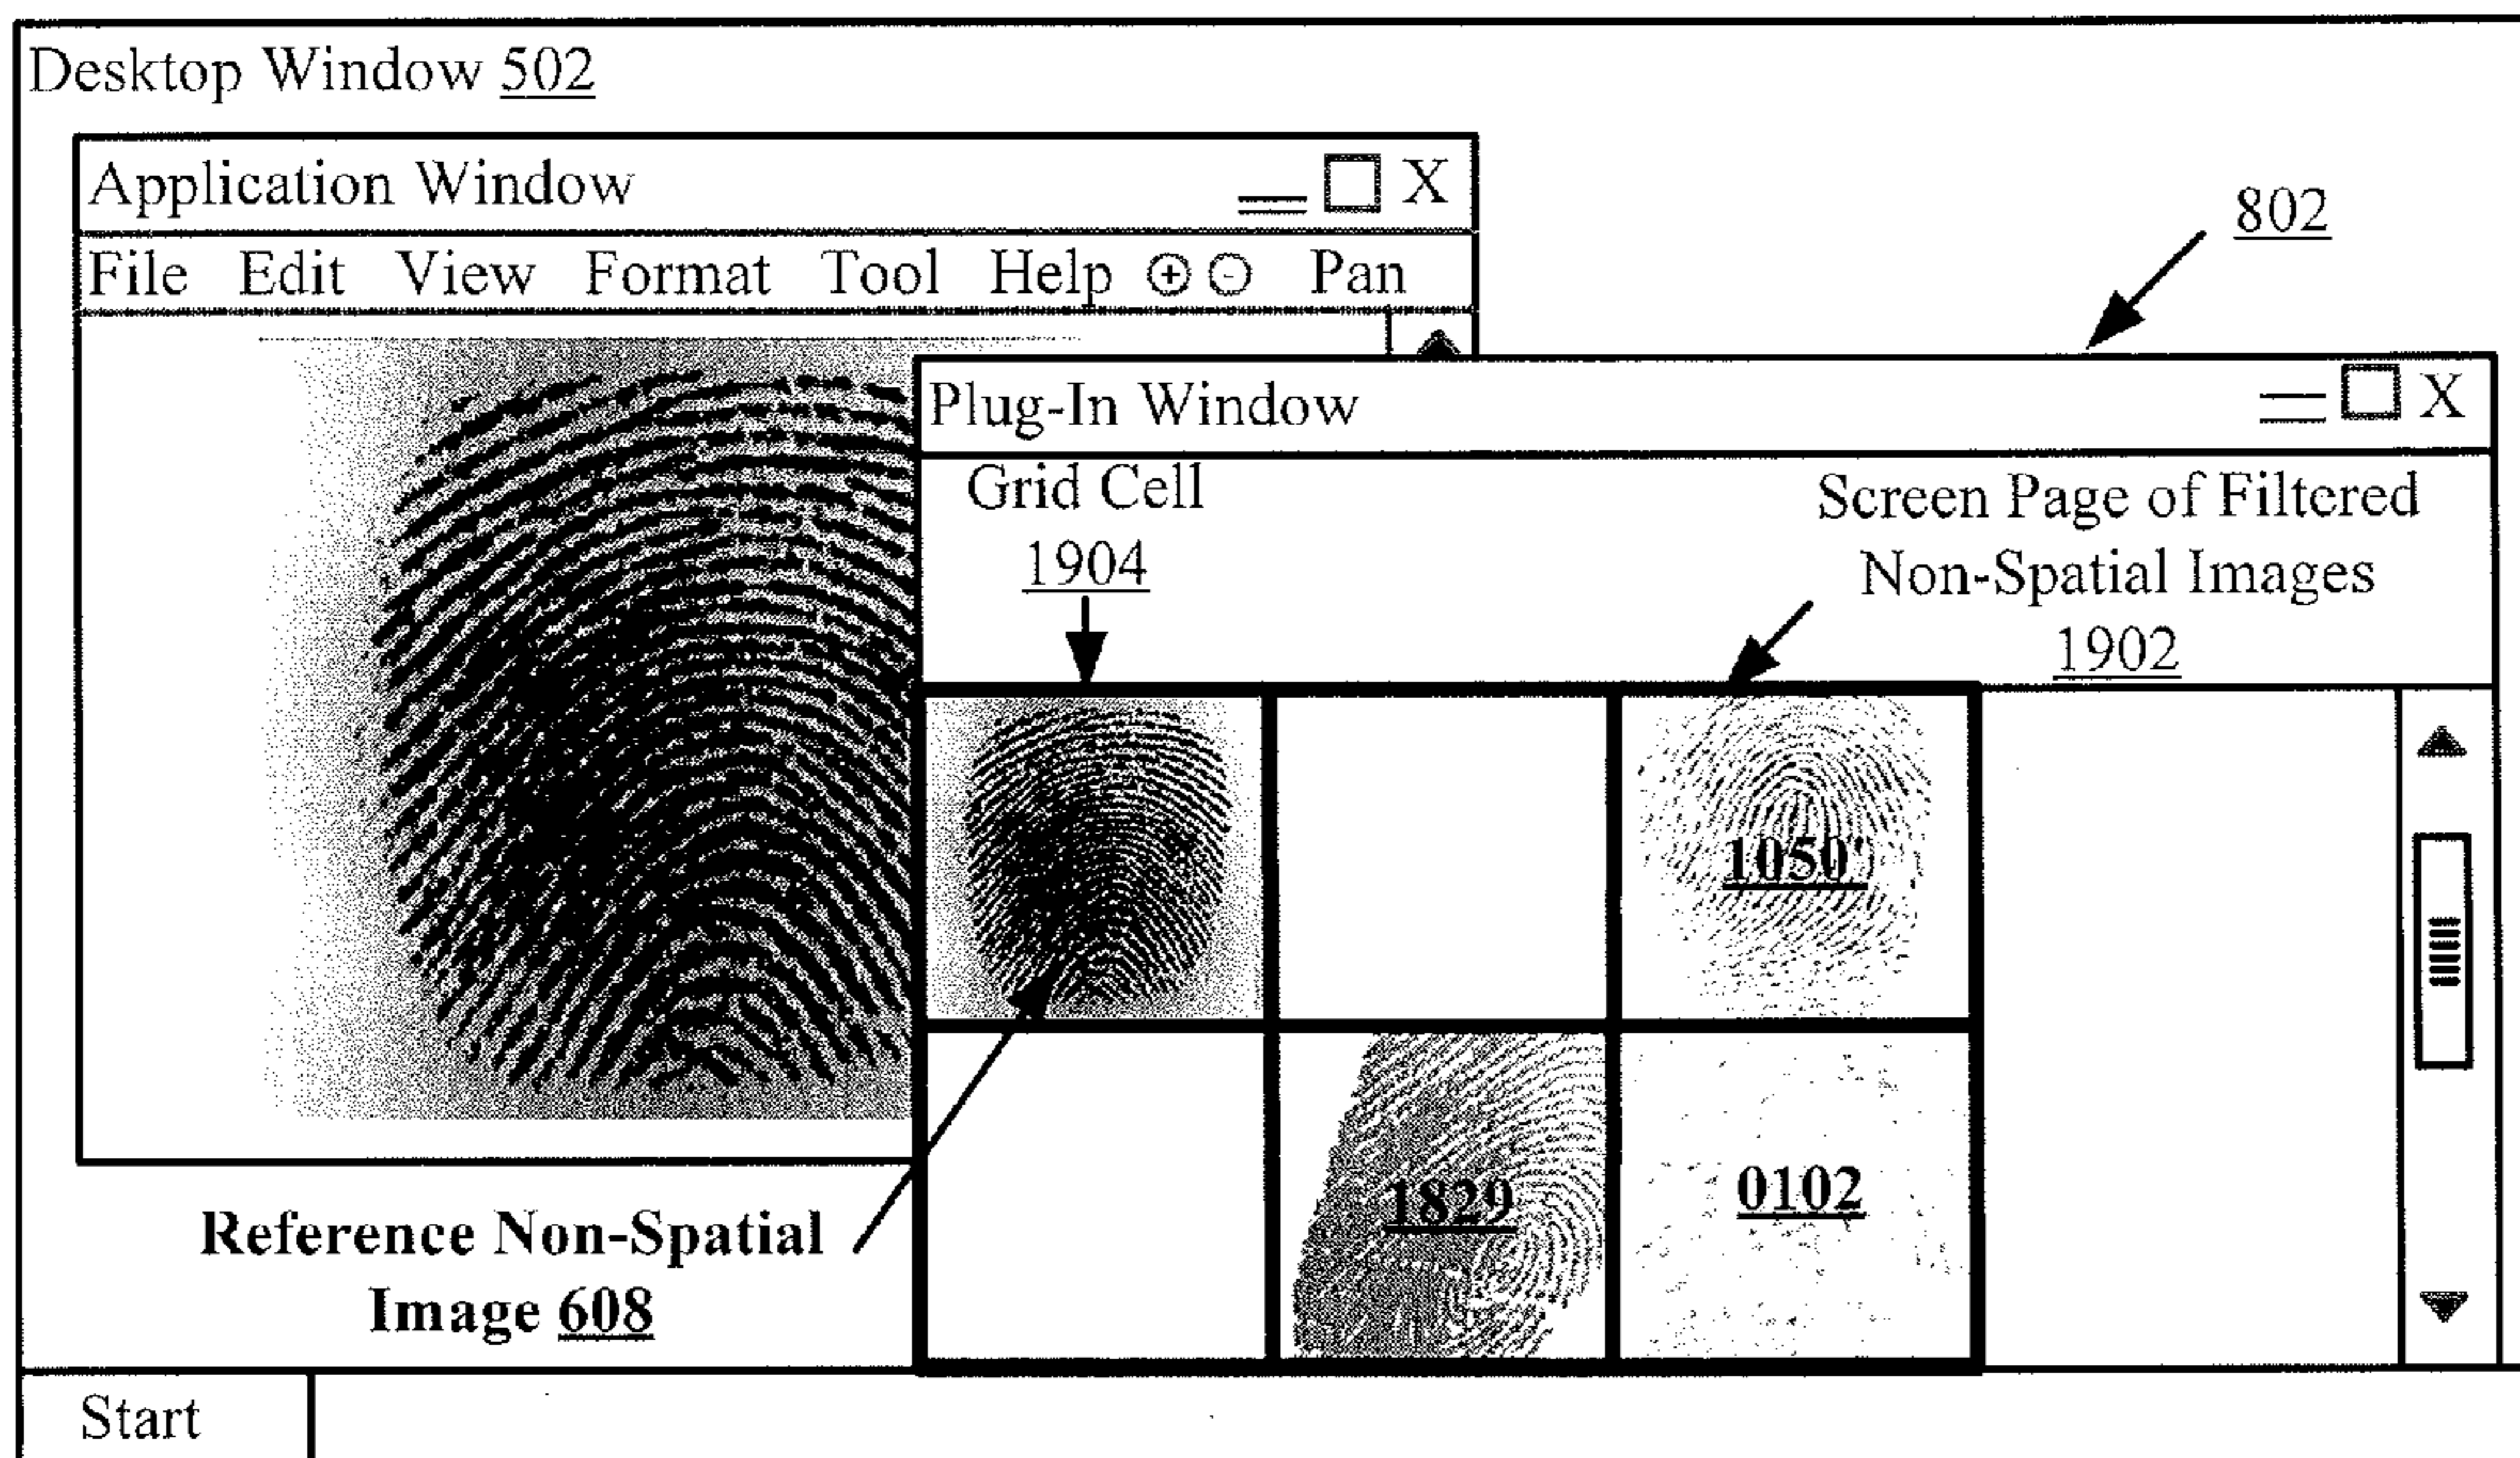 Desktop Window 502
Application Window X
File Edit View Format Tool Help + - Pan
802
Plug-In Window X
Grid Cell
1904
Screen Page of Filtered
Non-Spatial Images
1902
1050
1829
0102
Reference Non-Spatial
Image 608
Start